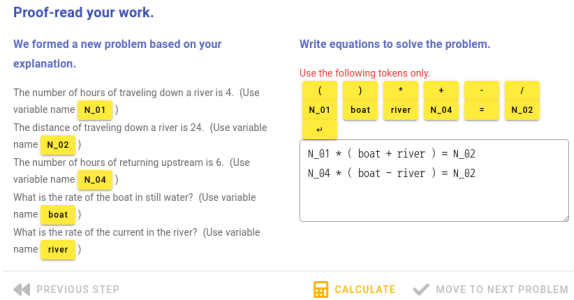 Proof-read your work.
We formed a new problem based on your
explanation.
The number of hours of traveling down a river is 4. (Use
variable name N_01 )
The distance of traveling down a river is 24. (Use variable
name N_02 )
The number of hours of returning upstream is 6. (Use
variable name N_04 )
What is the rate of the boat in still water? (Use variable
name boat )
What is the rate of the current in the river? (Use variable
name river )
Write equations to solve the problem.
Use the following tokens only.
( ) * + - /
N_01 boat river N_04 = N_02
↵
N_01 * ( boat + river ) = N_02
N_04 * ( boat - river ) = N_02
PREVIOUS STEP
CALCULATE
MOVE TO NEXT PROBLEM